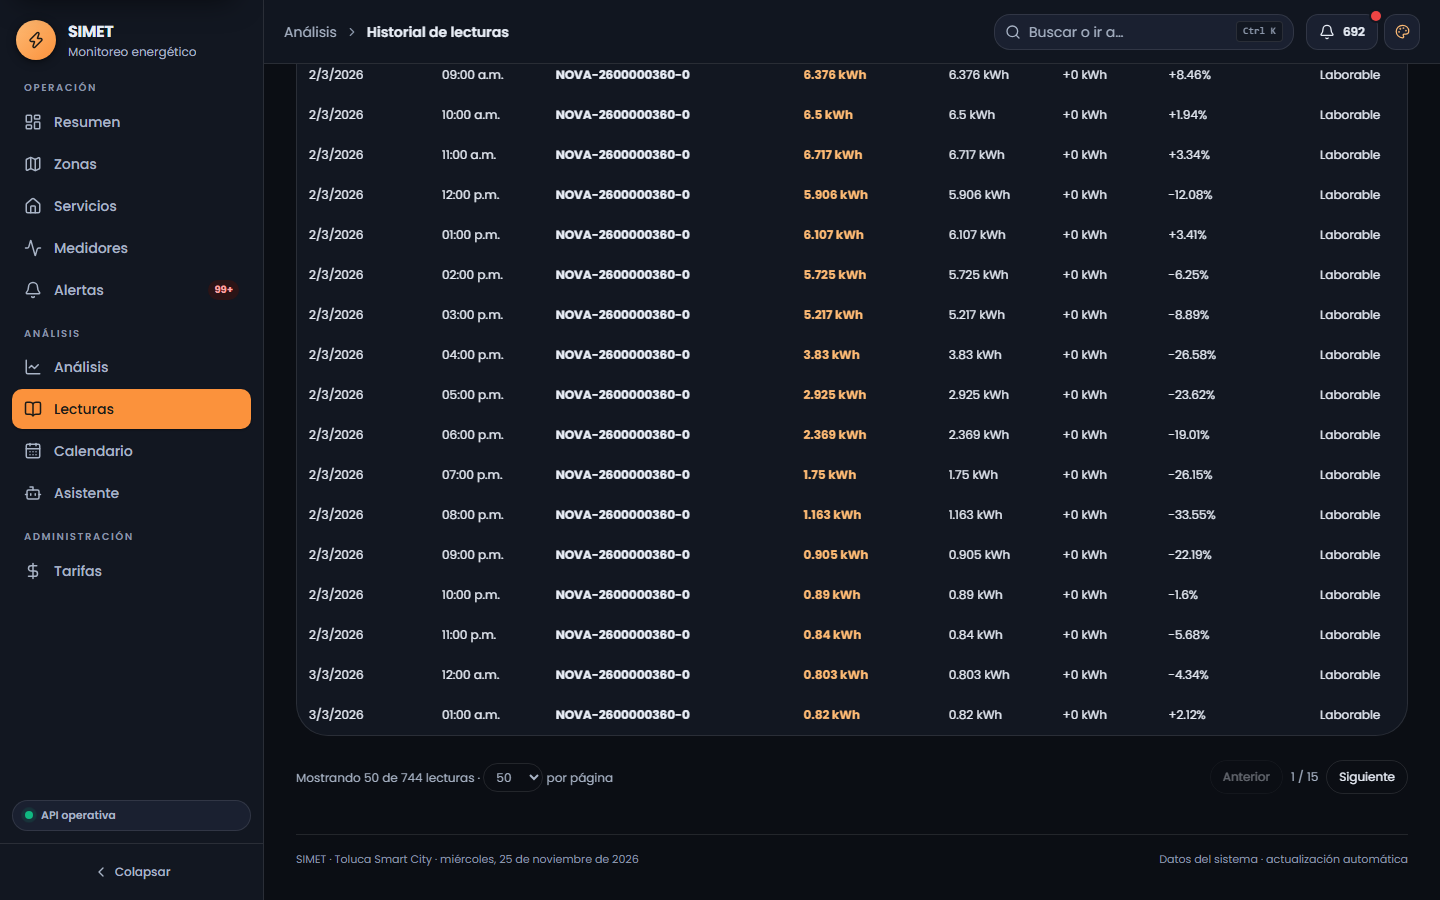 SIMET
Monitoreo energético
OPERACIÓN
Resumen
Zonas
Servicios
Medidores
Alertas 99+
ANÁLISIS
Análisis
Lecturas
Calendario
Asistente
ADMINISTRACIÓN
Tarifas
API operativa
Colapsar
Análisis > Historial de lecturas
Buscar o ir a... Ctrl K
692
2/3/2026 09:00 a.m. NOVA-2600000360-0 6.376 kWh 6.376 kWh +0 kWh +8.46% Laborable
2/3/2026 10:00 a.m. NOVA-2600000360-0 6.5 kWh 6.5 kWh +0 kWh +1.94% Laborable
2/3/2026 11:00 a.m. NOVA-2600000360-0 6.717 kWh 6.717 kWh +0 kWh +3.34% Laborable
2/3/2026 12:00 p.m. NOVA-2600000360-0 5.906 kWh 5.906 kWh +0 kWh -12.08% Laborable
2/3/2026 01:00 p.m. NOVA-2600000360-0 6.107 kWh 6.107 kWh +0 kWh +3.41% Laborable
2/3/2026 02:00 p.m. NOVA-2600000360-0 5.725 kWh 5.725 kWh +0 kWh -6.25% Laborable
2/3/2026 03:00 p.m. NOVA-2600000360-0 5.217 kWh 5.217 kWh +0 kWh -8.89% Laborable
2/3/2026 04:00 p.m. NOVA-2600000360-0 3.83 kWh 3.83 kWh +0 kWh -26.58% Laborable
2/3/2026 05:00 p.m. NOVA-2600000360-0 2.925 kWh 2.925 kWh +0 kWh -23.62% Laborable
2/3/2026 06:00 p.m. NOVA-2600000360-0 2.369 kWh 2.369 kWh +0 kWh -19.01% Laborable
2/3/2026 07:00 p.m. NOVA-2600000360-0 1.75 kWh 1.75 kWh +0 kWh -26.15% Laborable
2/3/2026 08:00 p.m. NOVA-2600000360-0 1.163 kWh 1.163 kWh +0 kWh -33.55% Laborable
2/3/2026 09:00 p.m. NOVA-2600000360-0 0.905 kWh 0.905 kWh +0 kWh -22.19% Laborable
2/3/2026 10:00 p.m. NOVA-2600000360-0 0.89 kWh 0.89 kWh +0 kWh -1.6% Laborable
2/3/2026 11:00 p.m. NOVA-2600000360-0 0.84 kWh 0.84 kWh +0 kWh -5.68% Laborable
3/3/2026 12:00 a.m. NOVA-2600000360-0 0.803 kWh 0.803 kWh +0 kWh -4.34% Laborable
3/3/2026 01:00 a.m. NOVA-2600000360-0 0.82 kWh 0.82 kWh +0 kWh +2.12% Laborable
Mostrando 50 de 744 lecturas · 50 por página
Anterior 1 / 15 Siguiente
SIMET · Toluca Smart City · miércoles, 25 de noviembre de 2026
Datos del sistema · actualización automática